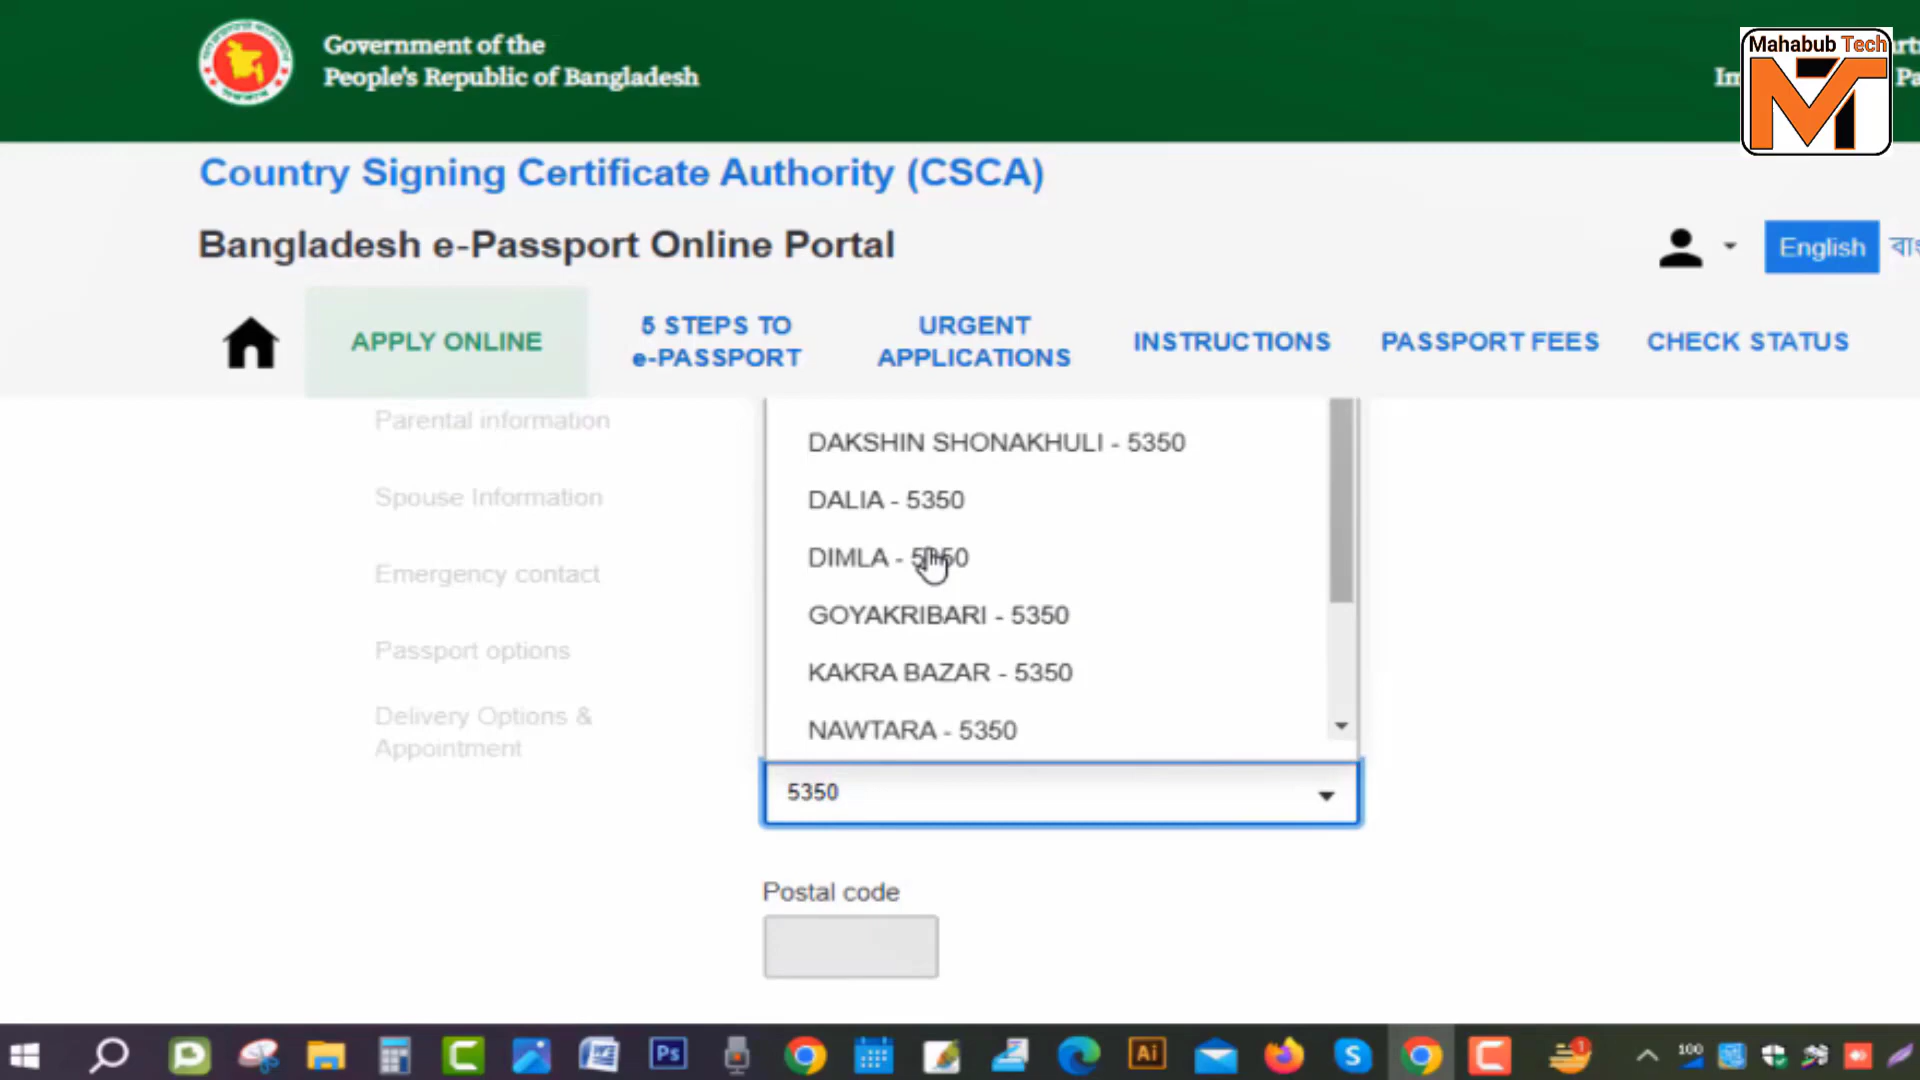 Government of the
People's Republic of Bangladesh
Mahabub Tech
Country Signing Certificate Authority (CSCA)
Bangladesh e-Passport Online Portal
English
APPLY ONLINE
5 STEPS TO
e-PASSPORT
URGENT
APPLICATIONS
INSTRUCTIONS
PASSPORT FEES
CHECK STATUS
Parental information
Spouse Information
Emergency contact
Passport options
Delivery Options &
Appointment
DAKSHIN SHONAKHULI - 5350
DALIA - 5350
DIMLA - 5350
GOYAKRIBARI - 5350
KAKRA BAZAR - 5350
NAWTARA - 5350
5350
Postal code
Ps
Ai
1
100